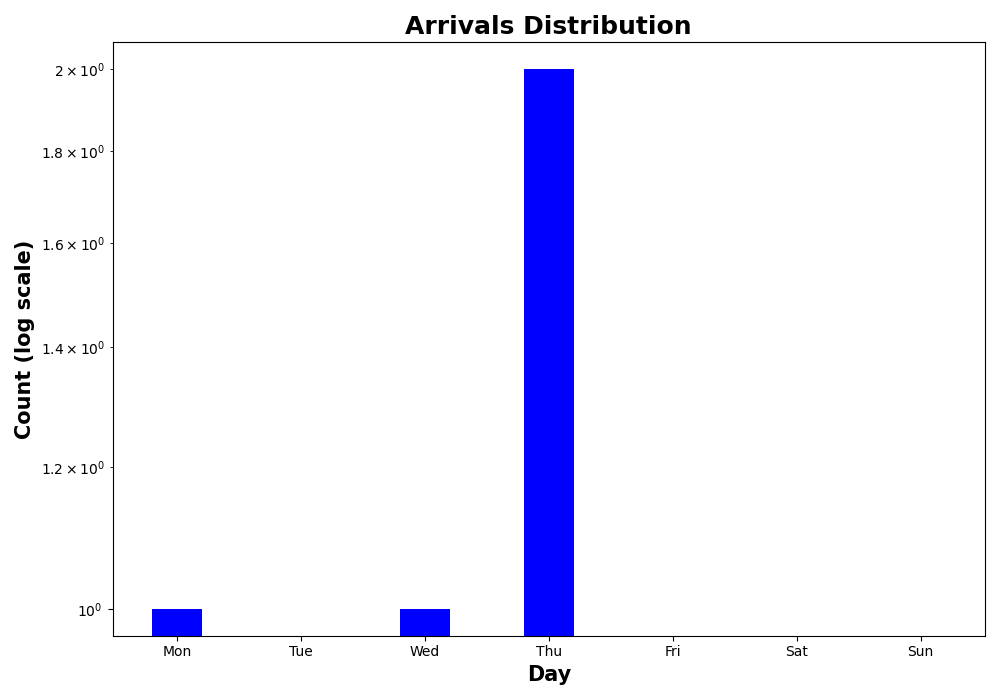 Arrivals Distribution
Count (log scale)
2 × 10⁰
1.8 × 10⁰
1.6 × 10⁰
1.4 × 10⁰
1.2 × 10⁰
10⁰
Mon Tue Wed Thu Fri Sat Sun
Day